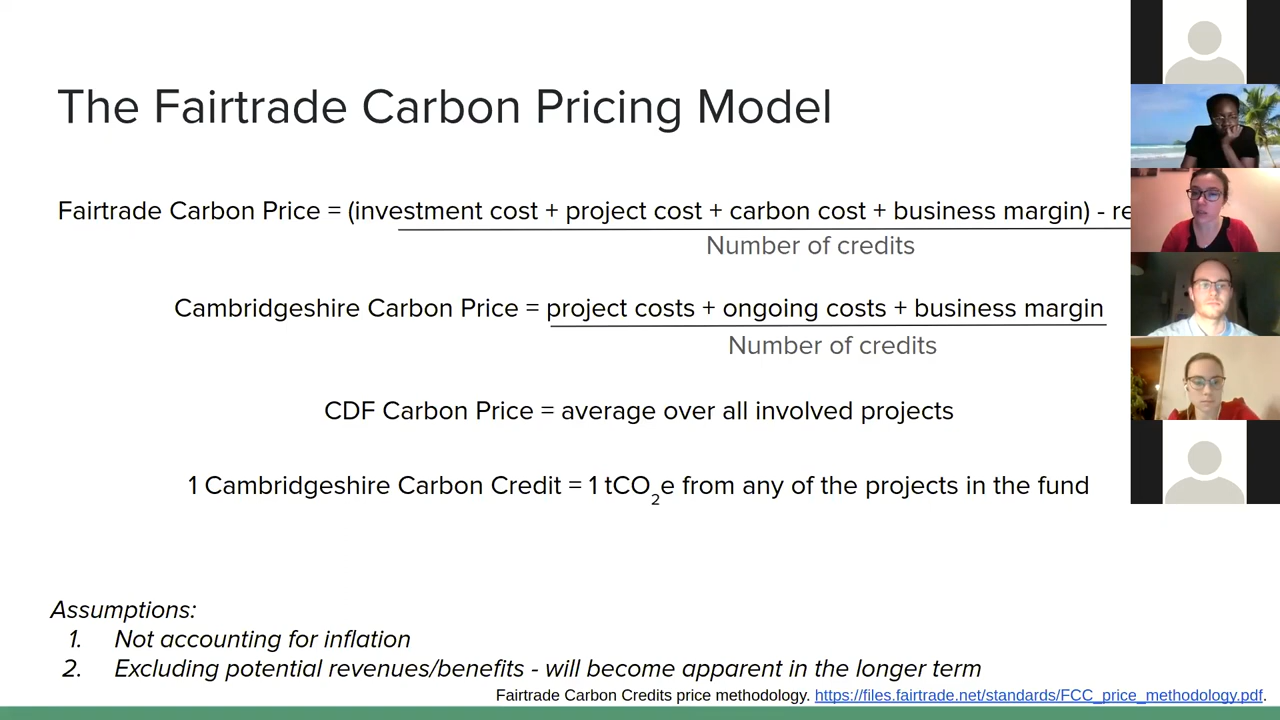 The Fairtrade Carbon Pricing Model
Fairtrade Carbon Price = (investment cost + project cost + carbon cost + business margin) - re
Number of credits
Cambridgeshire Carbon Price = project costs + ongoing costs + business margin
Number of credits
CDF Carbon Price = average over all involved projects
1 Cambridgeshire Carbon Credit = 1 tCO₂e from any of the projects in the fund
Assumptions:
1. Not accounting for inflation
2. Excluding potential revenues/benefits - will become apparent in the longer term
Fairtrade Carbon Credits price methodology. https://files.fairtrade.net/standards/FCC_price_methodology.pdf.